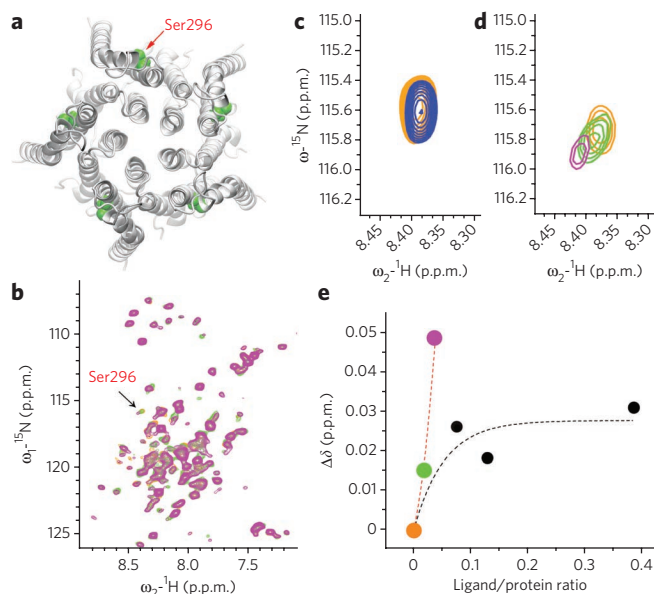 a
Ser296
b
110
115
120
125
ω₁-¹⁵N (p.p.m.)
Ser296
8.5
8.0
7.5
ω₂-¹H (p.p.m.)
c
115.0
115.2
115.4
115.6
115.8
116.0
116.2
ω-¹⁵N (p.p.m.)
8.45
8.40
8.35
8.30
ω₂-¹H (p.p.m.)
d
115.0
115.2
115.4
115.6
115.8
116.0
116.2
8.45
8.40
8.35
8.30
ω₂-¹H (p.p.m.)
e
0.05
0.04
0.03
0.02
0.01
0
Δδ (p.p.m.)
0
0.1
0.2
0.3
0.4
Ligand/protein ratio